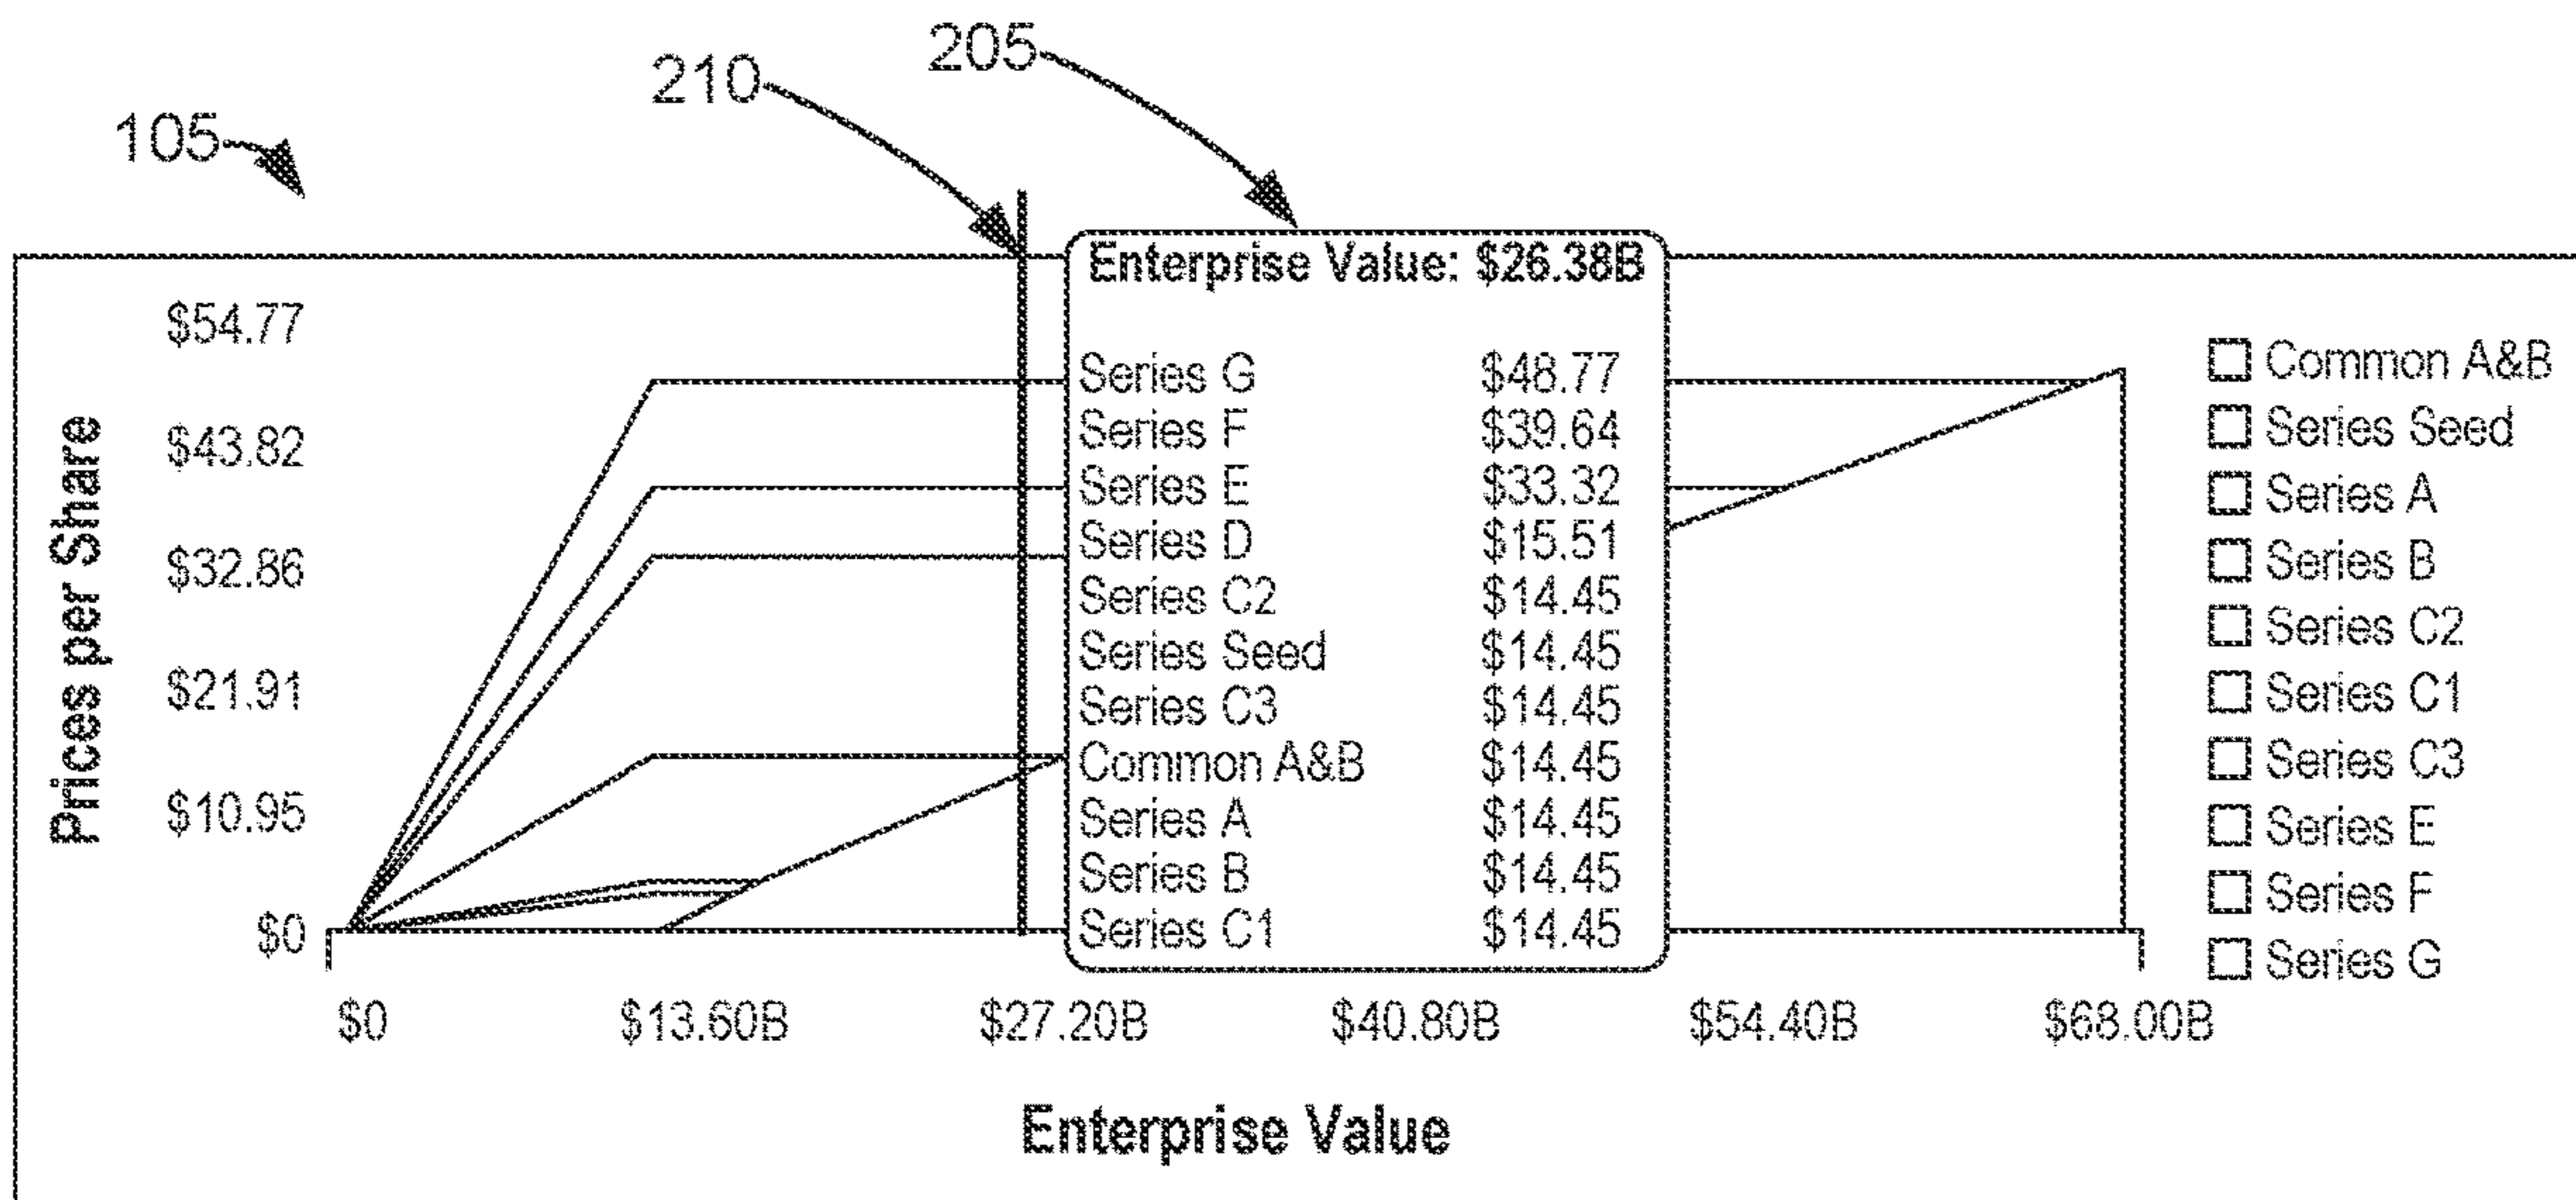 205
210
105
Enterprise Value: $26.38B
$54.77
$43.82
$32.86
$21.91
$10.95
$0
Prices per Share
Series G $48.77
Series F $39.64
Series E $33.32
Series D $15.51
Series C2 $14.45
Series Seed $14.45
Series C3 $14.45
Common A&B $14.45
Series A $14.45
Series B $14.45
Series C1 $14.45
Common A&B
Series Seed
Series A
Series B
Series C2
Series C1
Series C3
Series E
Series F
Series G
$0 $13.60B $27.20B $40.80B $54.40B $68.00B
Enterprise Value